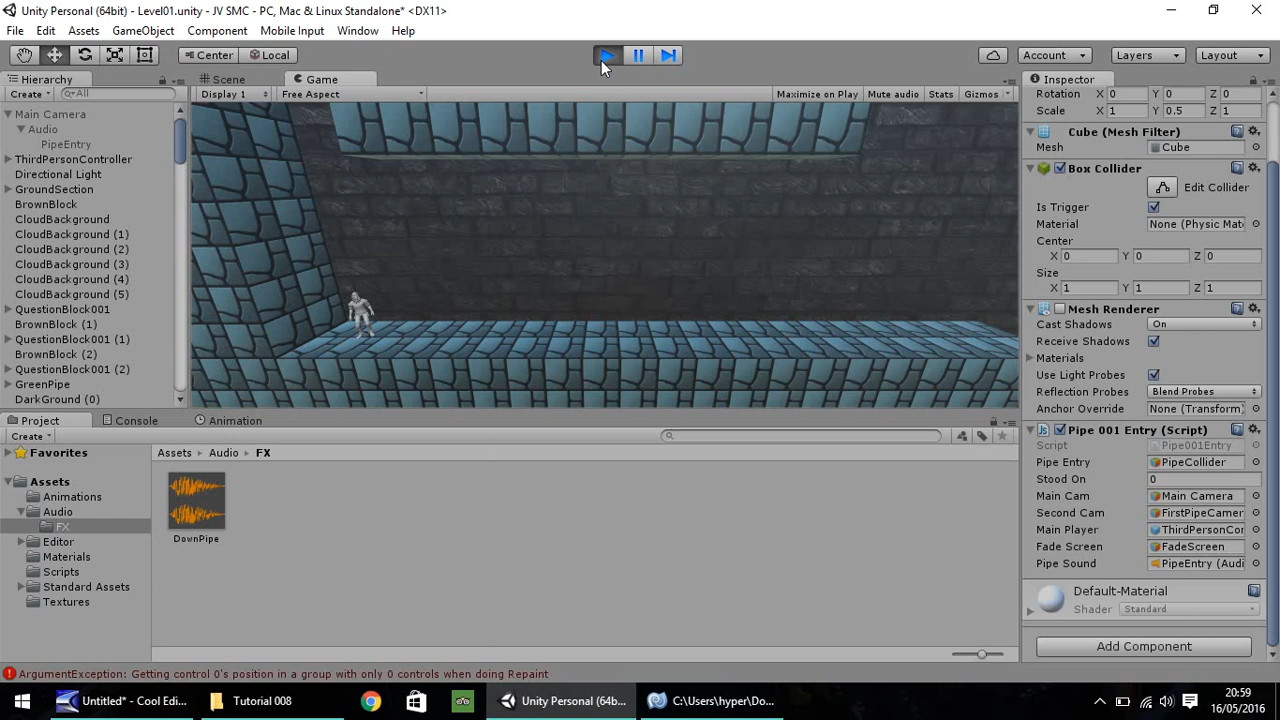 Unity Personal (64bit) - Level01.unity - JV SMC - PC, Mac & Linux Standalone* <DX11>
File Edit Assets GameObject Component Mobile Input Window Help
Center Local Account Layers Layout
Hierarchy
Create All
Main Camera
Audio
PipeEntry
ThirdPersonController
Directional Light
GroundSection
BrownBlock
CloudBackground
CloudBackground (1)
CloudBackground (2)
CloudBackground (3)
CloudBackground (4)
CloudBackground (5)
QuestionBlock001
BrownBlock (1)
QuestionBlock001 (1)
BrownBlock (2)
QuestionBlock001 (2)
GreenPipe
DarkGround (0)
Scene Game
Display 1 Free Aspect Maximize on Play Mute audio Stats Gizmos
Inspector
Rotation X 0 Y 0 Z 0
Scale X 1 Y 0.5 Z 1
Cube (Mesh Filter)
Mesh Cube
Box Collider
Edit Collider
Is Trigger
Material None (Physic Mat
Center
X 0 Y 0 Z 0
Size
X 1 Y 1 Z 1
Mesh Renderer
Cast Shadows On
Receive Shadows
Materials
Use Light Probes
Reflection Probes Blend Probes
Anchor Override None (Transform)
Pipe 001 Entry (Script)
Script Pipe001Entry
Pipe Entry PipeCollider
Stood On 0
Main Cam Main Camera
Second Cam FirstPipeCamer
Main Player ThirdPersonCor
Fade Screen FadeScreen
Pipe Sound PipeEntry (Audi
Default-Material
Shader Standard
Add Component
Project Console Animation
Create
Favorites
Assets
Animations
Audio
FX
Editor
Materials
Scripts
Standard Assets
Textures
Assets Audio FX
DownPipe
ArgumentException: Getting control 0's position in a group with only 0 controls when doing Repaint
Untitled* - Cool Edi... Tutorial 008 Unity Personal (64b... C:\Users\hyper\Do...
20:59
16/05/2016